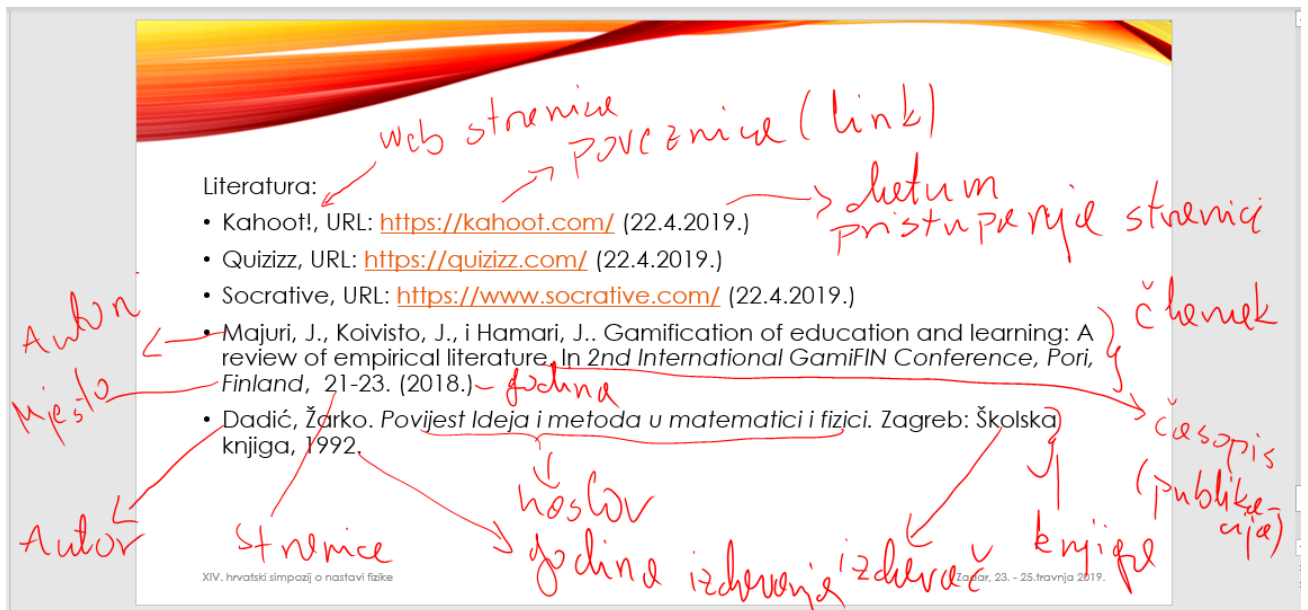 web stranica
poveznica (link)
Literatura:
• Kahoot!, URL: https://kahoot.com/ (22.4.2019.)
datum
pristupanja stranici
• Quizizz, URL: https://quizizz.com/ (22.4.2019.)
• Socrative, URL: https://www.socrative.com/ (22.4.2019.)
Autori
članak
• Majuri, J., Koivisto, J., i Hamari, J.. Gamification of education and learning: A
review of empirical literature. In 2nd International GamiFIN Conference, Pori,
Finland, 21-23. (2018.) - godina
Mjesto
• Dadić, Žarko. Povijest Ideja i metoda u matematici i fizici. Zagreb: Školska
knjiga, 1992.
časopis
(publika-
cija)
naslov
Autor
stranice
godina izdavanja
izdavač
knjiga
XIV. hrvatski simpozij o nastavi fizike
Zadar, 23. - 25.travnja 2019.